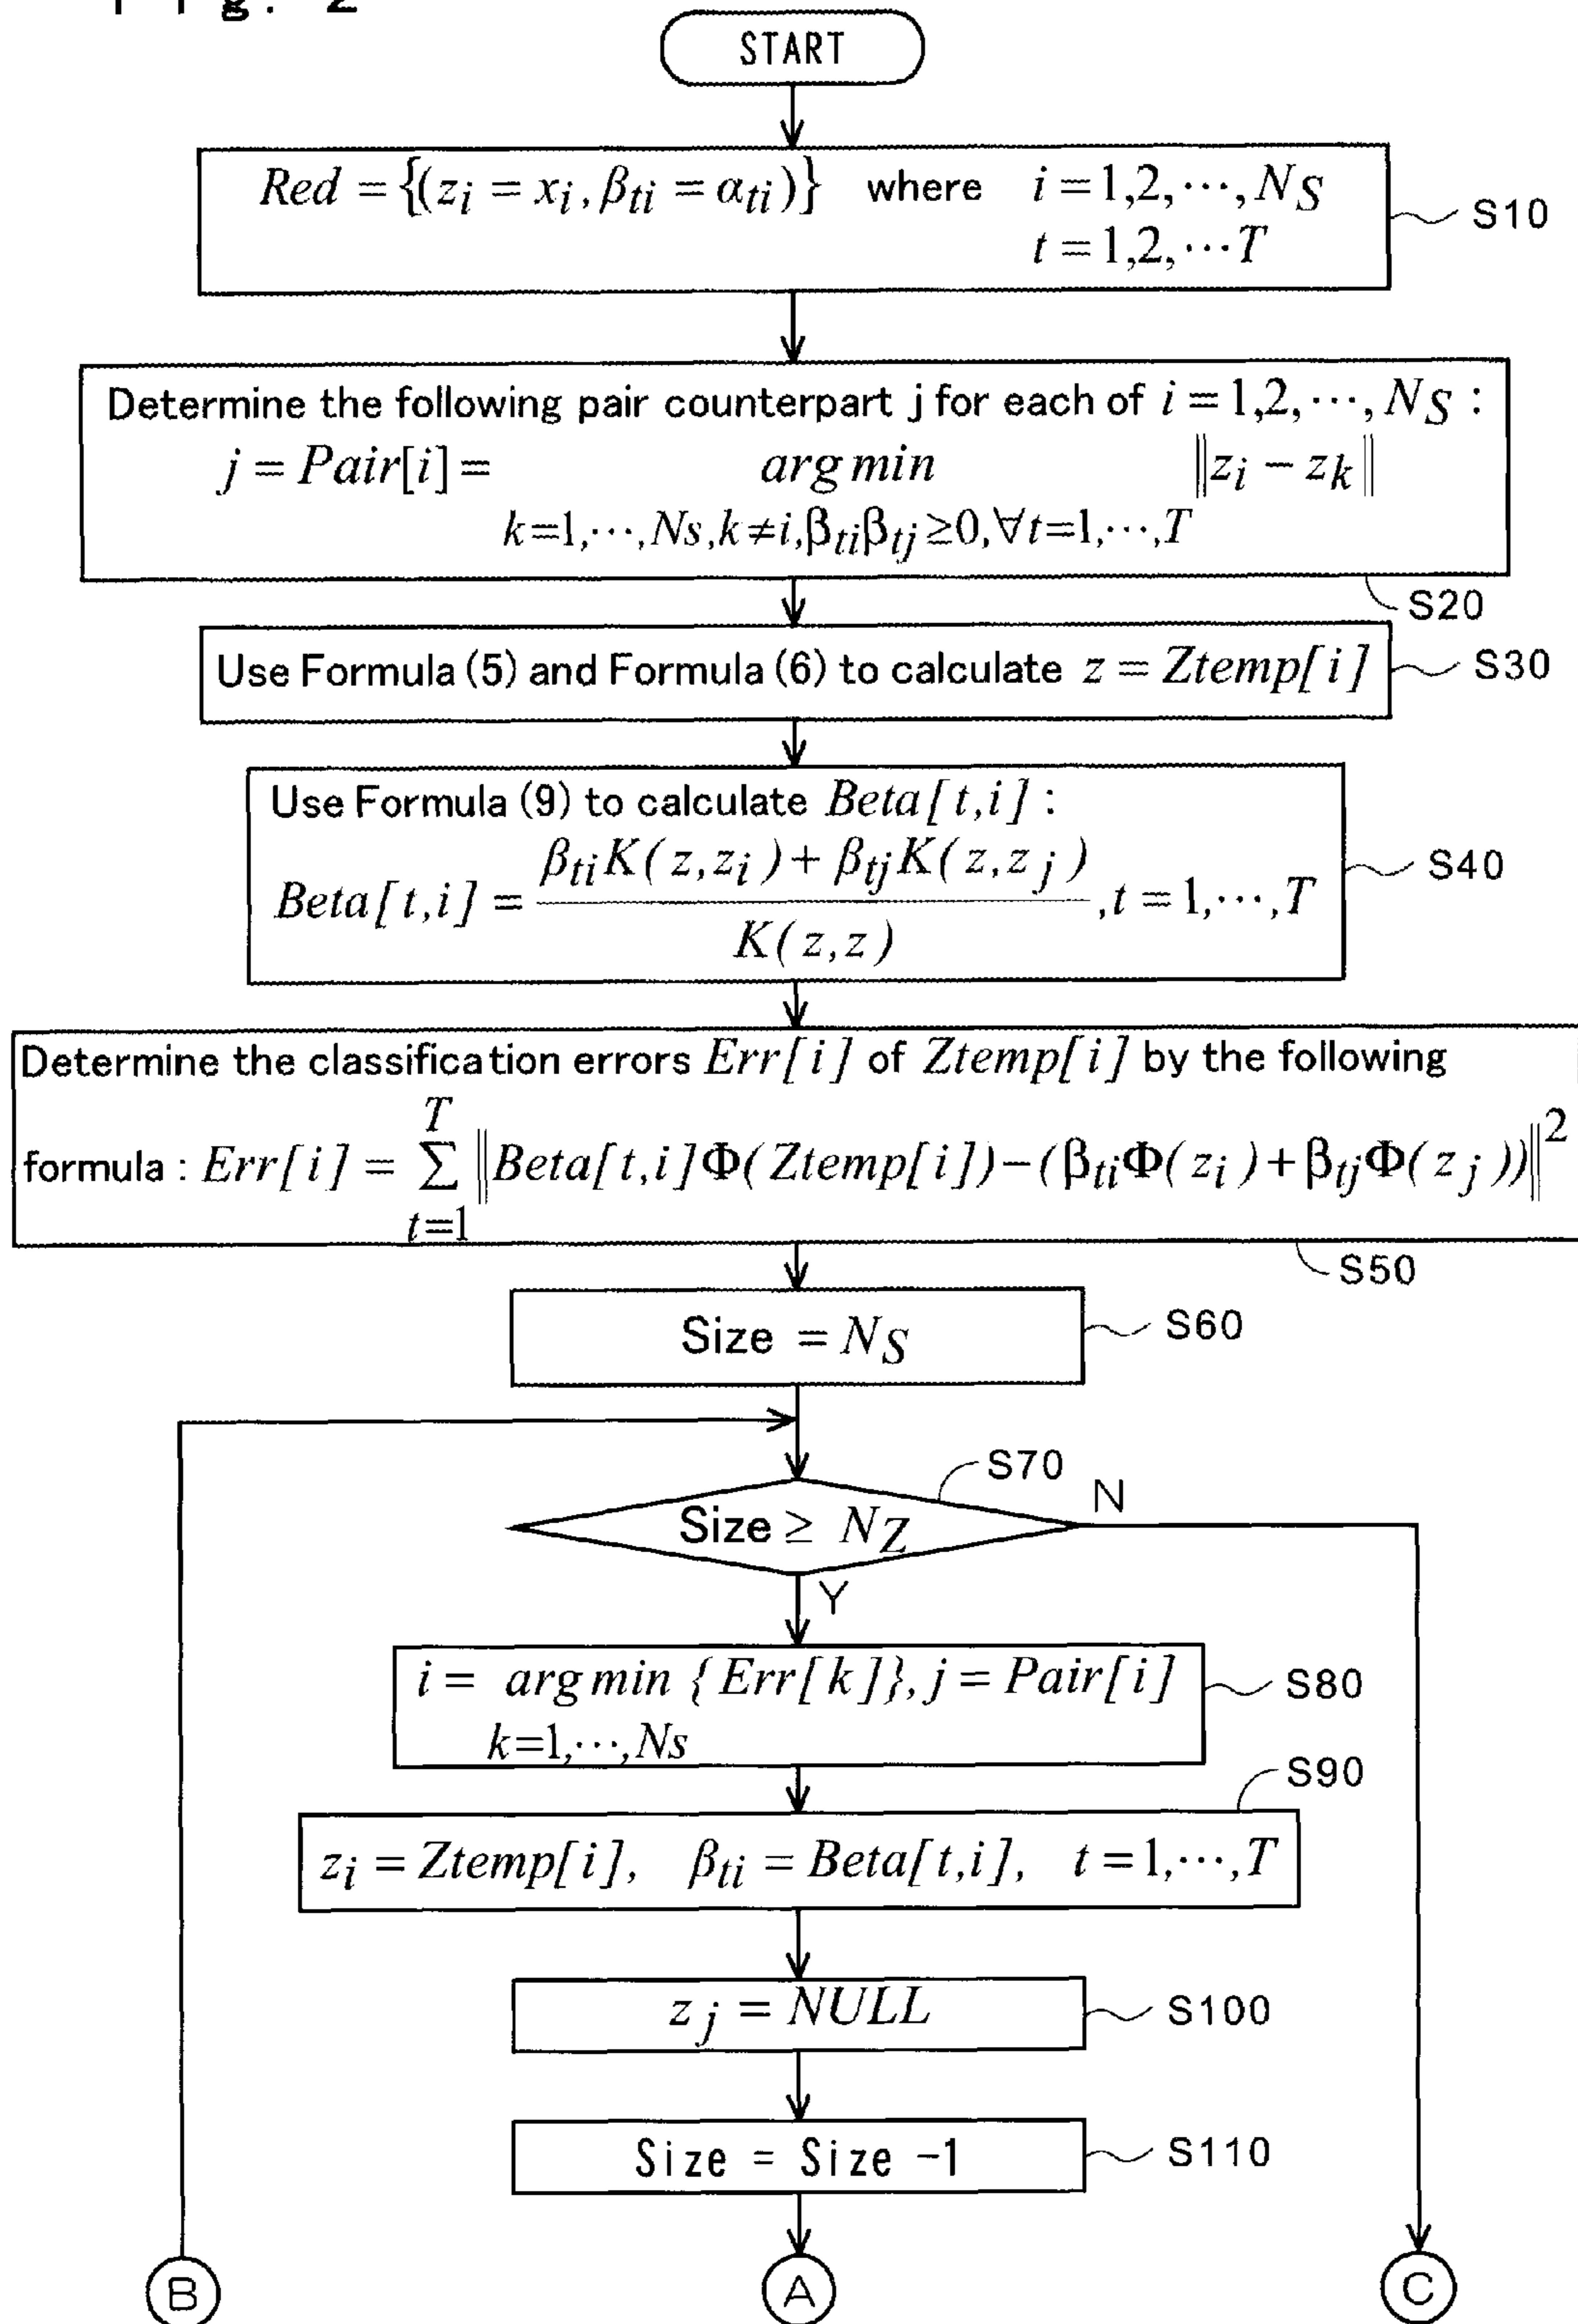 Fig. 2
START
Red = {(z_i = x_i, β_ti = α_ti)} where i = 1,2,⋯,N_S
t = 1,2,⋯T
S10
Determine the following pair counterpart j for each of i = 1,2,⋯,N_S :
j = Pair[i] = arg min ‖z_i − z_k‖
k=1,⋯,Ns,k≠i,β_tiβ_tj≥0,∀t=1,⋯,T
S20
Use Formula (5) and Formula (6) to calculate z = Ztemp[i]
S30
Use Formula (9) to calculate Beta[t,i] :
Beta[t,i] = (β_ti K(z,z_i) + β_tj K(z,z_j)) / K(z,z) , t = 1,⋯,T
S40
Determine the classification errors Err[i] of Ztemp[i] by the following
formula : Err[i] = Σ_{t=1}^{T} ‖Beta[t,i]Φ(Ztemp[i])−(β_tiΦ(z_i)+β_tjΦ(z_j))‖²
S50
Size = N_S
S60
S70
Size ≥ N_Z
N
Y
i = arg min {Err[k]}, j = Pair[i]
k=1,⋯,Ns
S80
S90
z_i = Ztemp[i], β_ti = Beta[t,i], t = 1,⋯,T
z_j = NULL
S100
Size = Size -1
S110
B
A
C